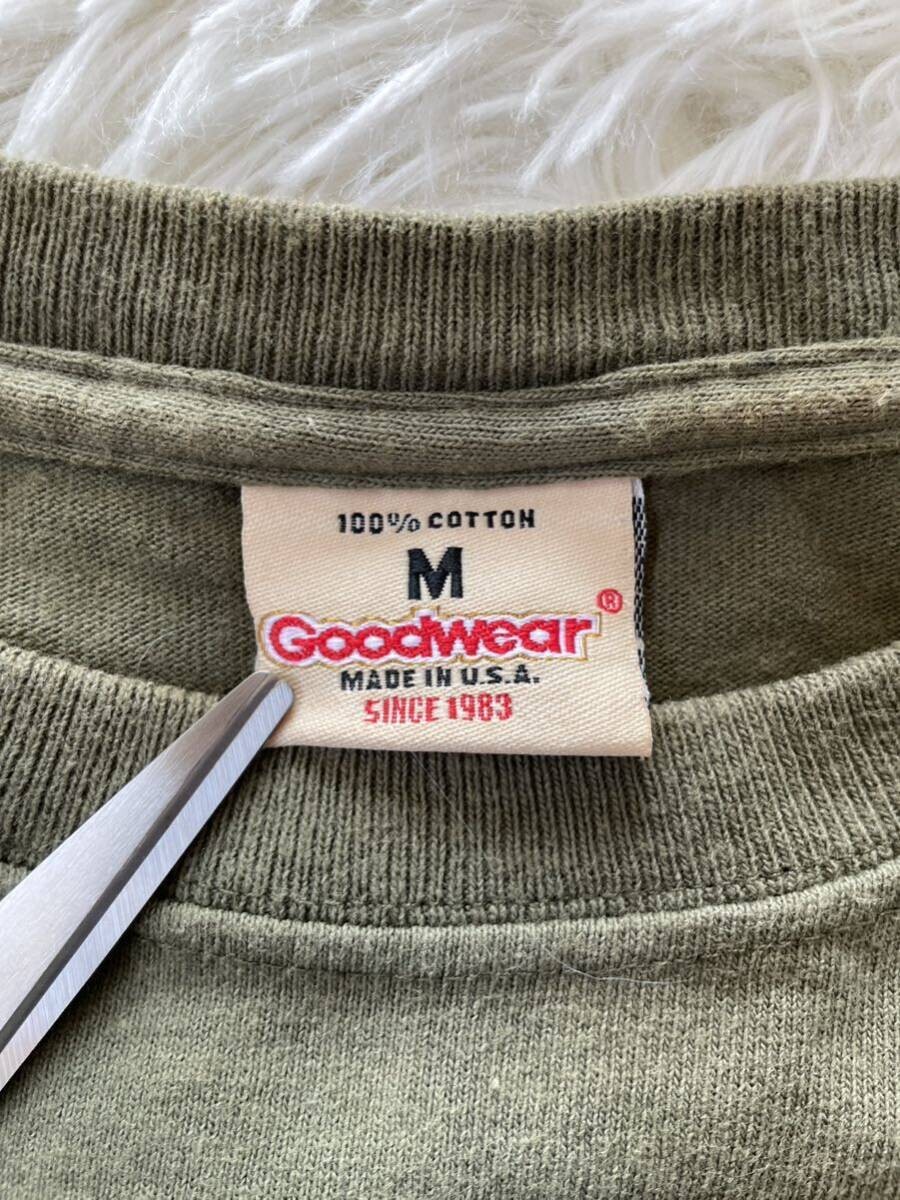 100% COTTON
M
Goodwear®
MADE IN U.S.A.
SINCE 1983